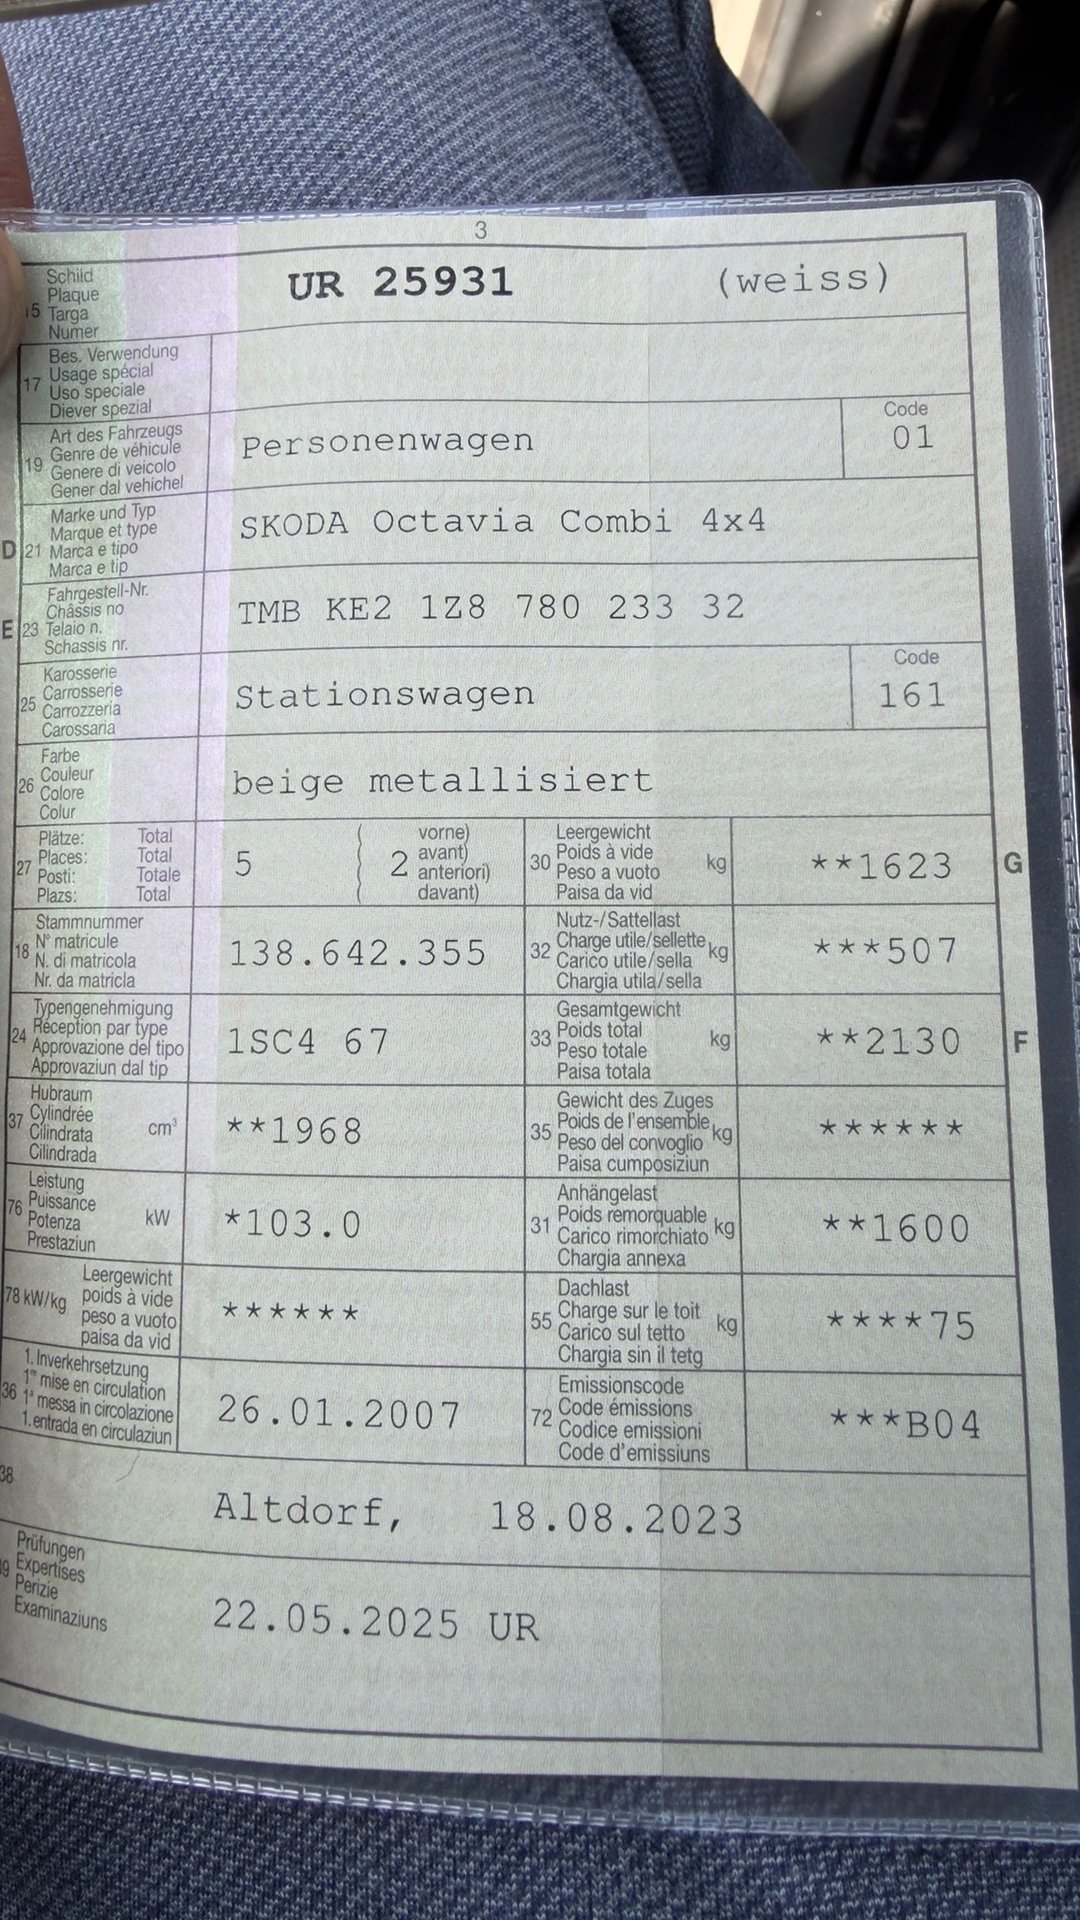 3
15 Schild
Plaque
Targa
Numer
UR 25931 (weiss)
17 Bes. Verwendung
Usage spécial
Uso speciale
Diever spezial
19 Art des Fahrzeugs
Genre de véhicule
Genere di veicolo
Gener dal vehichel
Personenwagen
Code
01
D 21 Marke und Typ
Marque et type
Marca e tipo
Marca e tip
SKODA Octavia Combi 4x4
E 23 Fahrgestell-Nr.
Châssis no
Telaio n.
Schassis nr.
TMB KE2 1Z8 780 233 32
25 Karosserie
Carrosserie
Carrozzeria
Carossaria
Stationswagen
Code
161
26 Farbe
Couleur
Colore
Colur
beige metallisiert
27 Plätze: Total
Places: Total
Posti: Totale
Plazs: Total
5 ( 2 vorne)
( avant)
( anteriori)
( davant)
30 Leergewicht
Poids à vide
Peso a vuoto
Paisa da vid
kg **1623 G
18 Stammnummer
N° matricule
N. di matricola
Nr. da matricla
138.642.355
32 Nutz-/Sattellast
Charge utile/sellette
Carico utile/sella
Chargia utila/sella
kg ***507
24 Typengenehmigung
Réception par type
Approvazione del tipo
Approvaziun dal tip
1SC4 67
33 Gesamtgewicht
Poids total
Peso totale
Paisa totala
kg **2130 F
37 Hubraum
Cylindrée
Cilindrata
Cilindrada
cm³ **1968
35 Gewicht des Zuges
Poids de l'ensemble
Peso del convoglio
Paisa cumposiziun
kg ******
76 Leistung
Puissance
Potenza
Prestaziun
kW *103.0
31 Anhängelast
Poids remorquable
Carico rimorchiato
Chargia annexa
kg **1600
78 kW/kg Leergewicht
poids à vide
peso a vuoto
paisa da vid
******
55 Dachlast
Charge sur le toit
Carico sul tetto
Chargia sin il tetg
kg ****75
36 1. Inverkehrsetzung
1re mise en circulation
1a messa in circolazione
1. entrada en circulaziun
26.01.2007
72 Emissionscode
Code émissions
Codice emissioni
Code d'emissiuns
***B04
38
Altdorf, 18.08.2023
39 Prüfungen
Expertises
Perizie
Examinaziuns
22.05.2025 UR